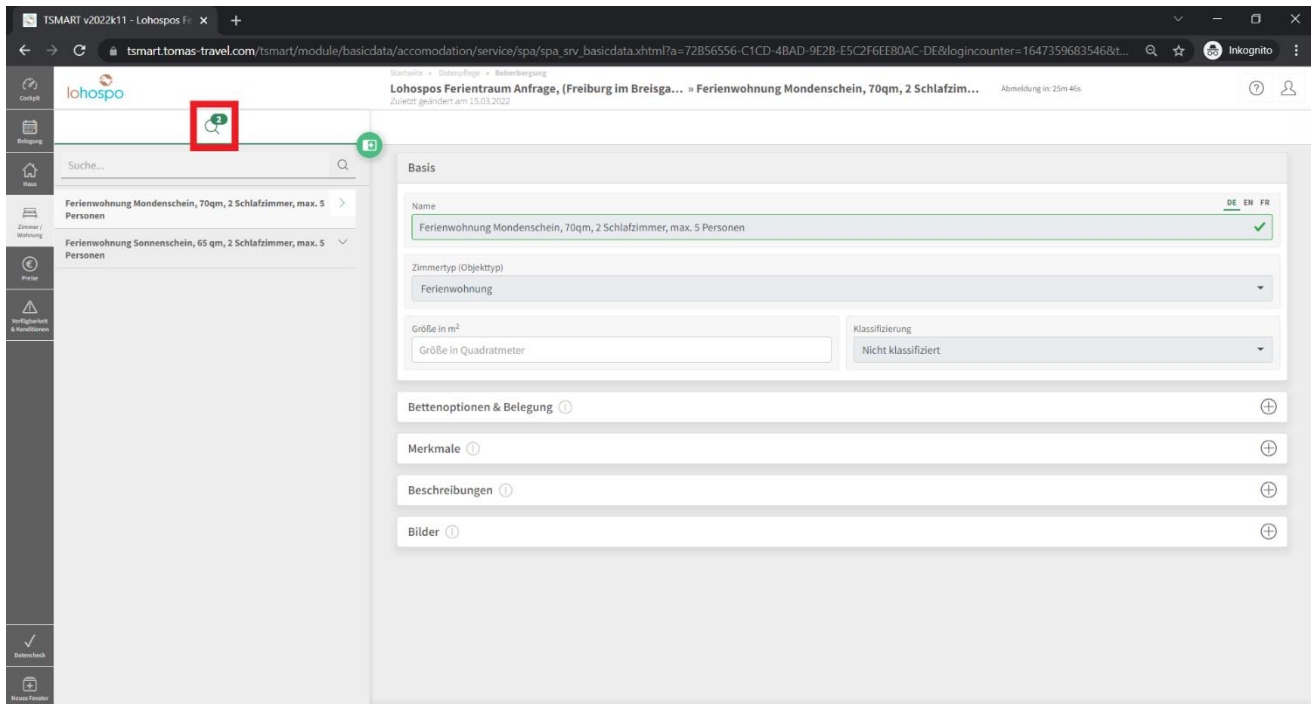 TSMART v2022k11 - Lohospos Fe
tsmart.tomas-travel.com/tsmart/module/basicdata/accomodation/service/spa/spa_srv_basicdata.xhtml?a=72B56556-C1CD-4BAD-9E2B-E5C2F6EE80AC-DE&logincounter=1647359683546&t...
Inkognito
Cockpit
lohospo
Startseite » Datenpflege » Beherbergung
Lohospos Ferientraum Anfrage, (Freiburg im Breisga... » Ferienwohnung Mondenschein, 70qm, 2 Schlafzim...
Abmeldung in: 25m 46s
Zuletzt geändert am 15.03.2022
2
Belegung
Haus
Zimmer /
Wohnung
Preise
Verfügbarkeit
& Konditionen
Datencheck
Neues Fenster
Suche...
Ferienwohnung Mondenschein, 70qm, 2 Schlafzimmer, max. 5
Personen
Ferienwohnung Sonnenschein, 65 qm, 2 Schlafzimmer, max. 5
Personen
Basis
Name
DE EN FR
Ferienwohnung Mondenschein, 70qm, 2 Schlafzimmer, max. 5 Personen
Zimmertyp (Objekttyp)
Ferienwohnung
Größe in m²
Größe in Quadratmeter
Klassifizierung
Nicht klassifiziert
Bettenoptionen & Belegung
Merkmale
Beschreibungen
Bilder